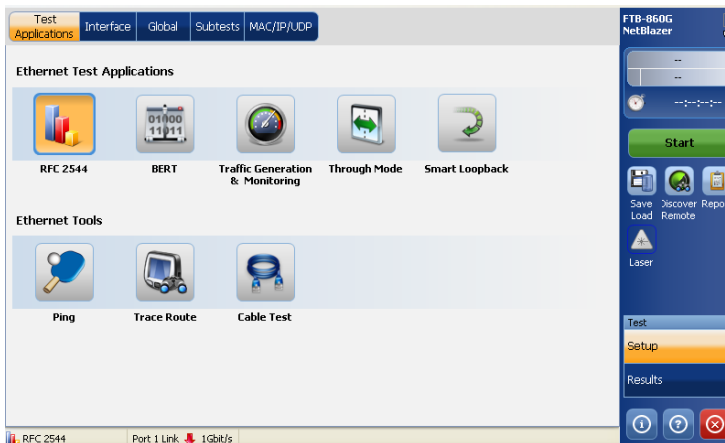 Test Applications
Interface
Global
Subtests
MAC/IP/UDP
Ethernet Test Applications
01000
11011
RFC 2544
BERT
Traffic Generation
& Monitoring
Through Mode
Smart Loopback
Ethernet Tools
Ping
Trace Route
Cable Test
RFC 2544
Port 1 Link
1Gbit/s
FTB-860G
NetBlazer
--
--
--:--:--:--
Start
Save
Load
Discover
Remote
Repo
Laser
Test
Setup
Results